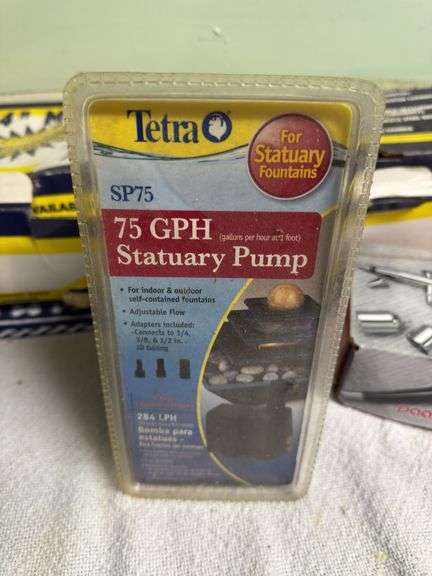 Tetra
For
Statuary
Fountains
SP75
75 GPH (gallons per hour at 1 foot)
Statuary Pump
• For indoor & outdoor
self-contained fountains
• Adjustable Flow
• Adapters included:
-Connects to 1/4,
3/8, & 1/2 in.
ID tubing
284 LPH
Bomba para
estatuas -